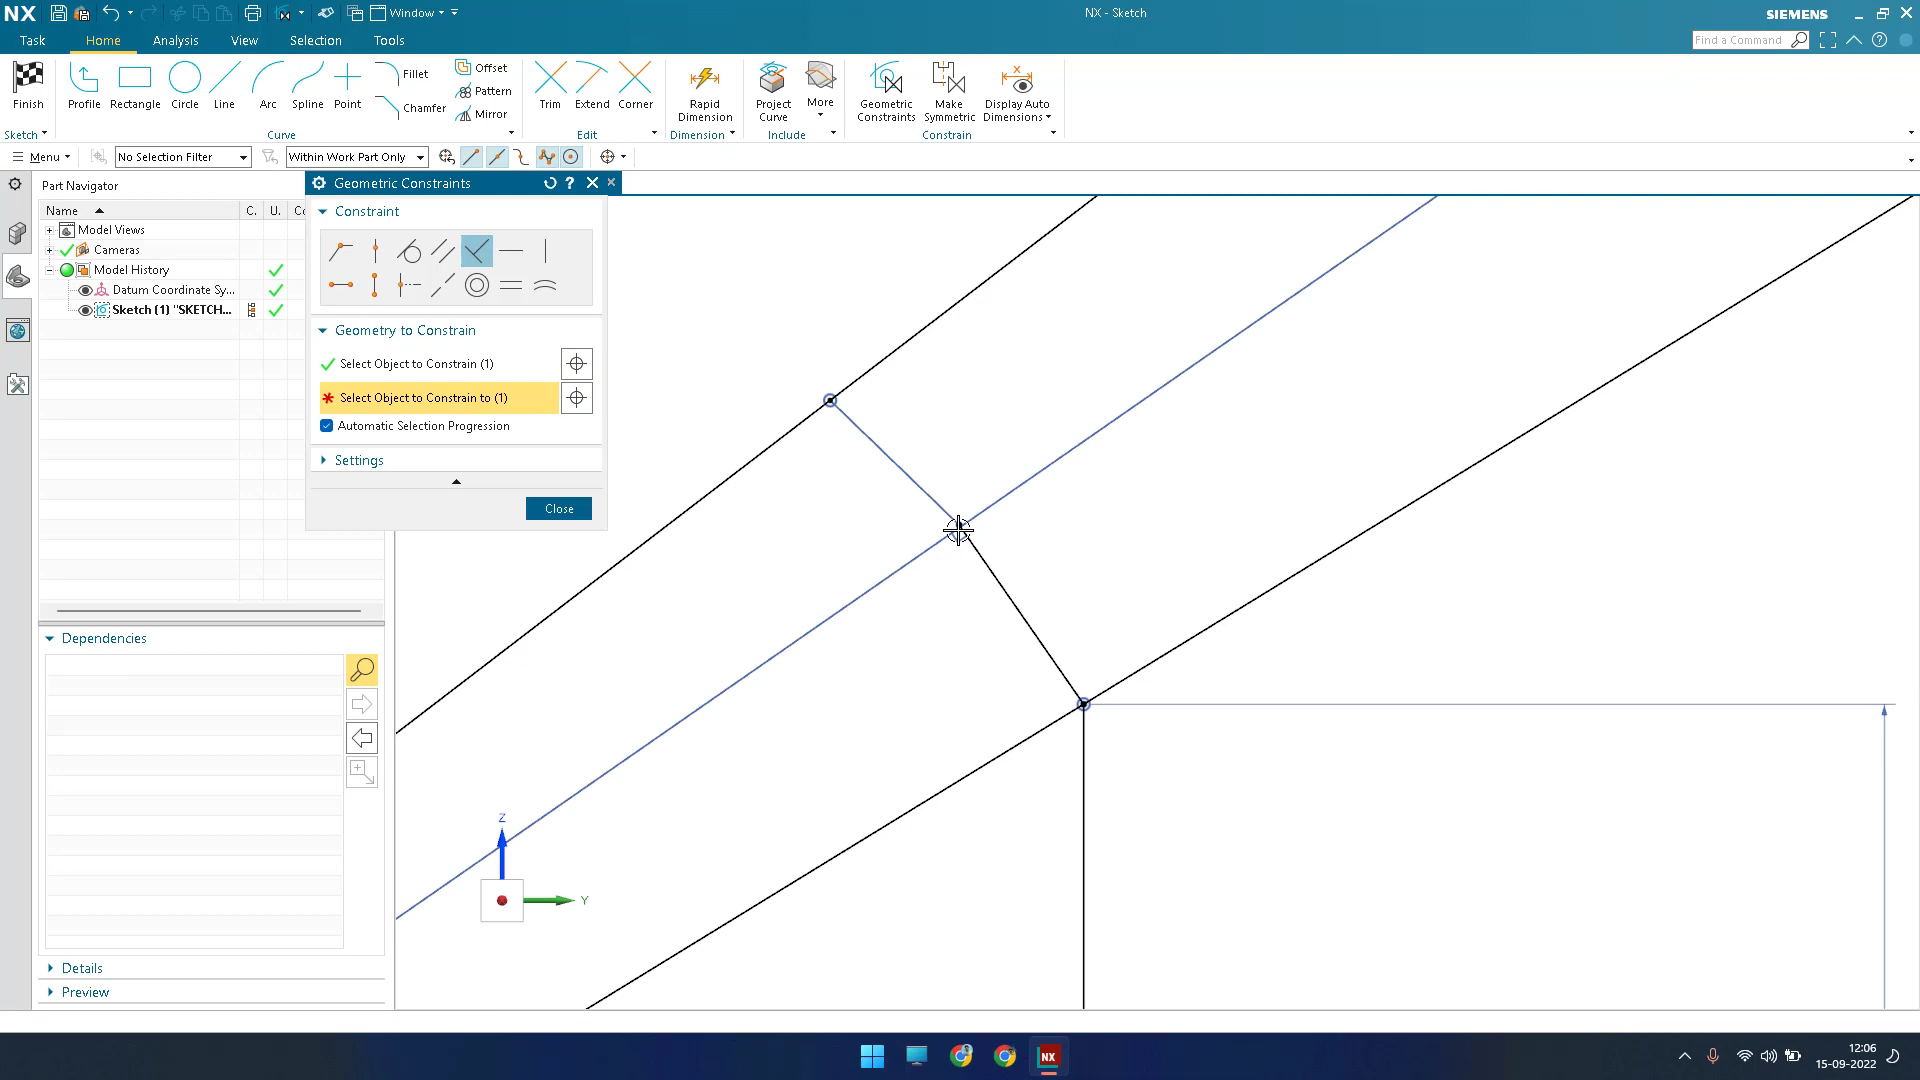 NX
Window
NX - Sketch
SIEMENS
Task
Home
Analysis
View
Selection
Tools
Find a Command
Finish
Profile
Rectangle
Circle
Line
Arc
Spline
Point
Fillet
Chamfer
Offset
Pattern
Mirror
Trim
Extend
Corner
Rapid
Dimension
Project
Curve
More
Geometric
Constraints
Make
Symmetric
Display Auto
Dimensions
Sketch
Curve
Edit
Dimension
Include
Constrain
Menu
No Selection Filter
Within Work Part Only
Part Navigator
Name
C.
U.
Co
Model Views
Cameras
Model History
Datum Coordinate Sy...
Sketch (1) "SKETCH...
Geometric Constraints
Constraint
Geometry to Constrain
Select Object to Constrain (1)
Select Object to Constrain to (1)
Automatic Selection Progression
Settings
Close
Dependencies
Details
Preview
Z
Y
NX
12:06
15-09-2022